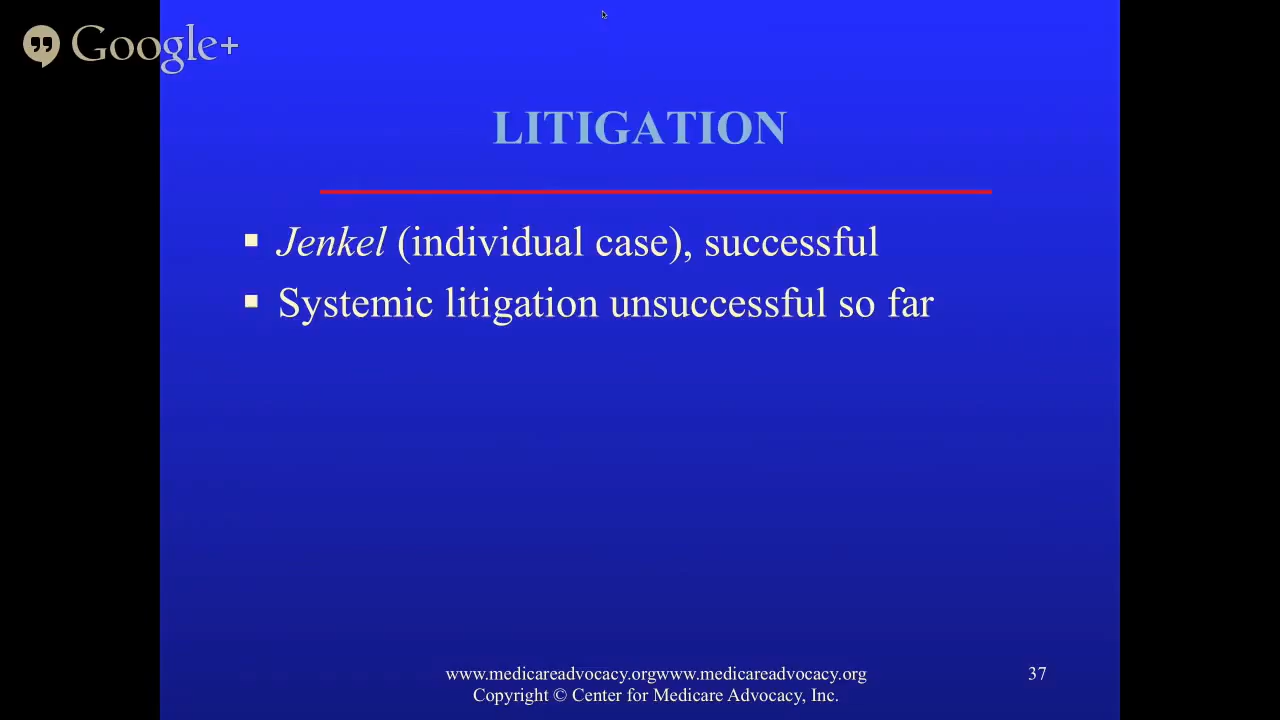 Google+
LITIGATION
▪ Jenkel (individual case), successful
▪ Systemic litigation unsuccessful so far
www.medicareadvocacy.orgwww.medicareadvocacy.org
37
Copyright © Center for Medicare Advocacy, Inc.